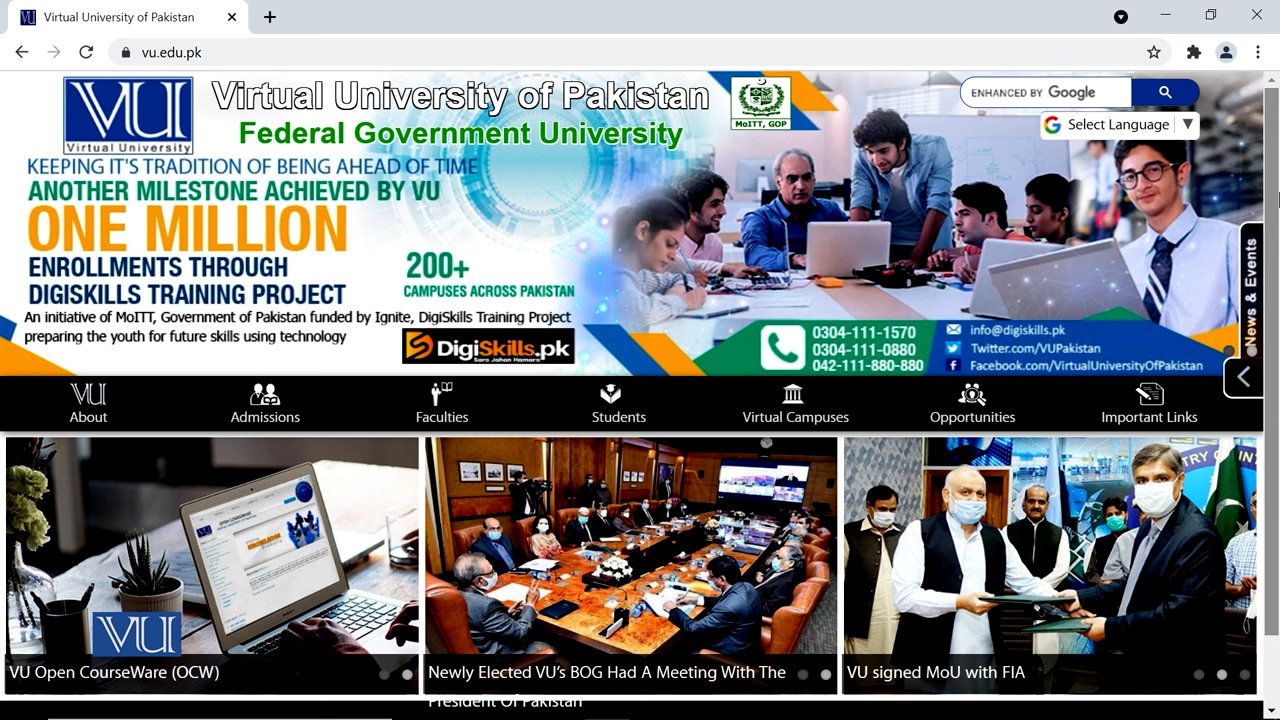 Virtual University of Pakistan
vu.edu.pk
VU
Virtual University
Virtual University of Pakistan
Federal Government University
MoITT, GOP
ENHANCED BY Google
Select Language
KEEPING IT'S TRADITION OF BEING AHEAD OF TIME
ANOTHER MILESTONE ACHIEVED BY VU
ONE MILLION
ENROLLMENTS THROUGH
DIGISKILLS TRAINING PROJECT
200+
CAMPUSES ACROSS PAKISTAN
An initiative of MoITT, Government of Pakistan funded by Ignite, DigiSkills Training Project
preparing the youth for future skills using technology
DigiSkills.pk
Sara Jahan Hamara
0304-111-1570
0304-111-0880
042-111-880-880
info@digiskills.pk
Twitter.com/VUPakistan
Facebook.com/VirtualUniversityOfPakistan
News & Events
VU
About
Admissions
Faculties
Students
Virtual Campuses
Opportunities
Important Links
VU
VU Open CourseWare (OCW)
Newly Elected VU’s BOG Had A Meeting With The
President Of Pakistan
VU signed MoU with FIA